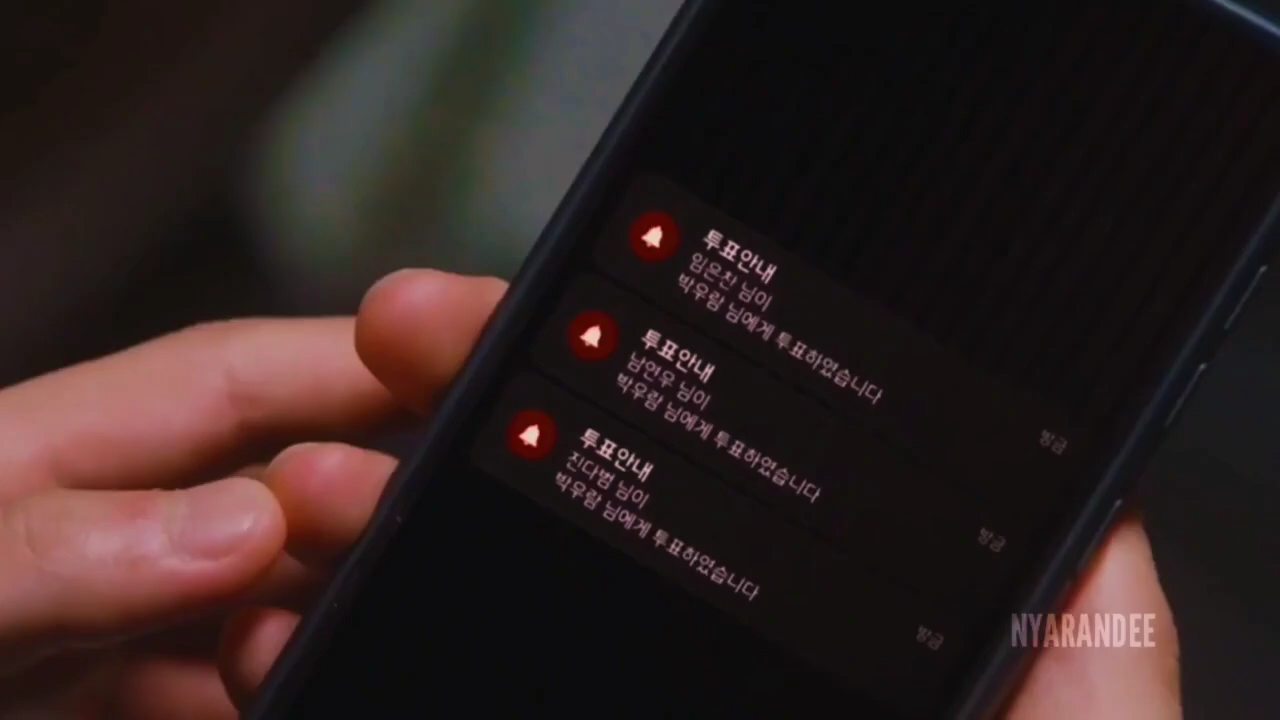 투표안내
임은찬 님이
박우람 님에게 투표하였습니다
방금
투표안내
남연우 님이
박우람 님에게 투표하였습니다
방금
투표안내
진다범 님이
박우람 님에게 투표하였습니다
방금
NYARANDEE